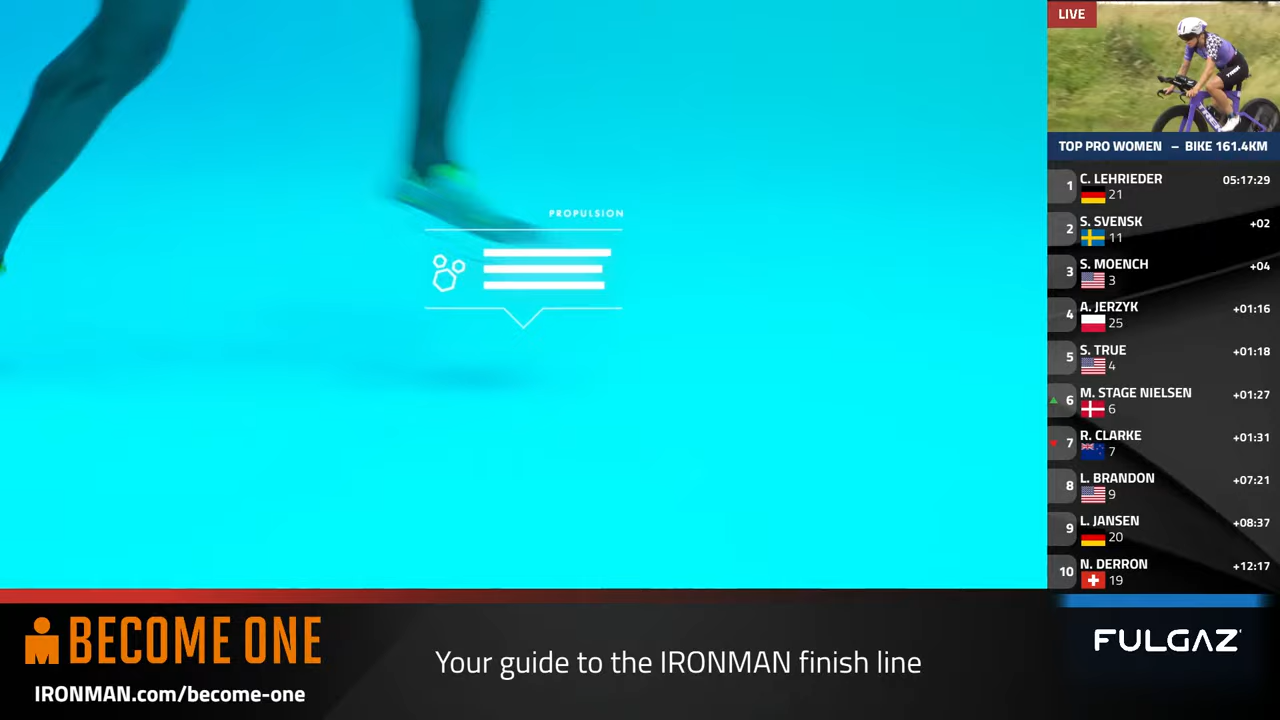 PROPULSION
LIVE
TOP PRO WOMEN – BIKE 161.4KM
1 C. LEHRIEDER 21 05:17:29
2 S. SVENSK 11 +02
3 S. MOENCH 3 +04
4 A. JERZYK 25 +01:16
5 S. TRUE 4 +01:18
6 M. STAGE NIELSEN 6 +01:27
7 R. CLARKE 7 +01:31
8 L. BRANDON 9 +07:21
9 L. JANSEN 20 +08:37
10 N. DERRON 19 +12:17
BECOME ONE
IRONMAN.com/become-one
Your guide to the IRONMAN finish line
FULGAZ